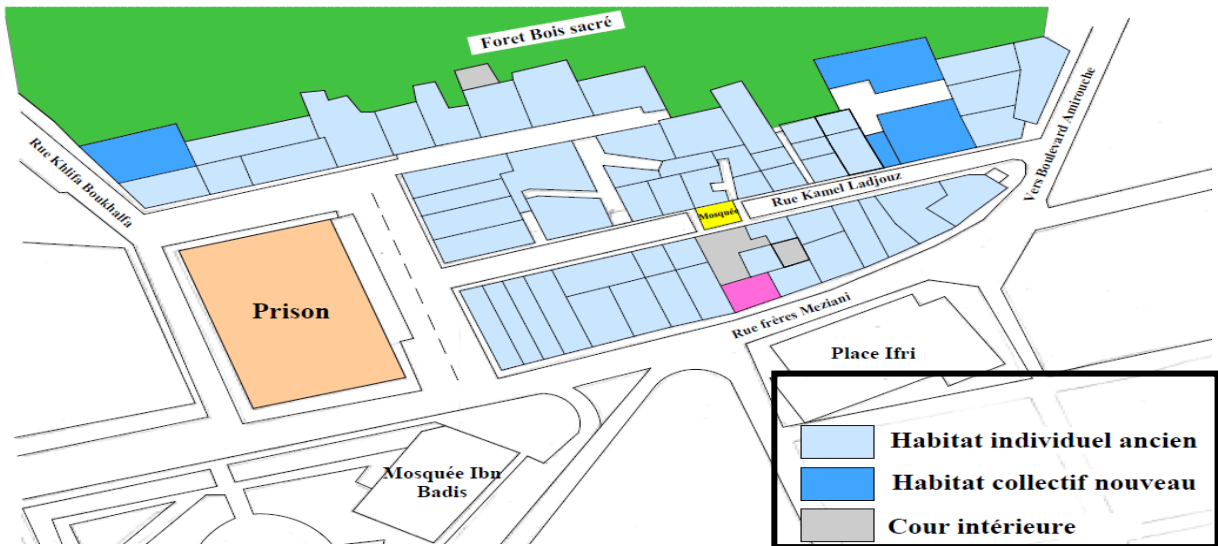 Foret Bois sacré
Rue Khlifa Boukhalfa
Vers Boulevard Amirouche
Rue Kamel Ladjouz
Mosquée
Prison
Rue frères Meziani
Place Ifri
Mosquée Ibn
Badis
Habitat individuel ancien
Habitat collectif nouveau
Cour intérieure